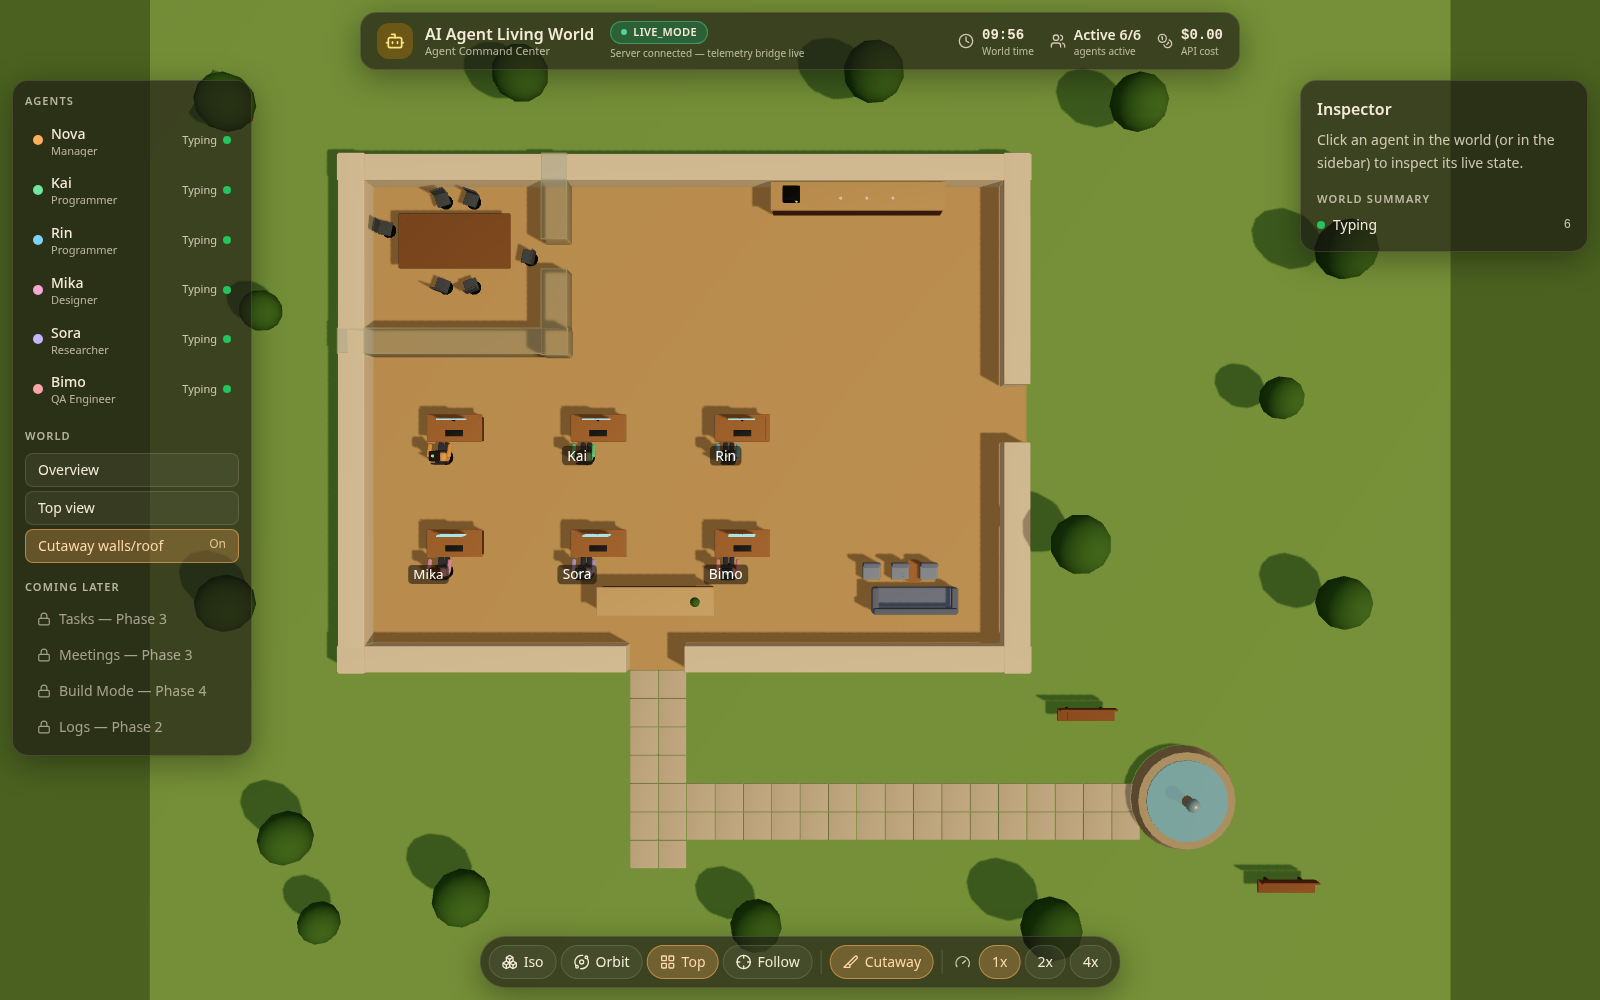 AI Agent Living World
Agent Command Center
LIVE_MODE
Server connected — telemetry bridge live
09:56
World time
Active 6/6
agents active
$0.00
API cost
AGENTS
Nova
Manager
Typing
Kai
Programmer
Typing
Rin
Programmer
Typing
Mika
Designer
Typing
Sora
Researcher
Typing
Bimo
QA Engineer
Typing
WORLD
Overview
Top view
Cutaway walls/roof On
COMING LATER
Tasks — Phase 3
Meetings — Phase 3
Build Mode — Phase 4
Logs — Phase 2
Kai
Rin
Mika
Sora
Bimo
Inspector
Click an agent in the world (or in the
sidebar) to inspect its live state.
WORLD SUMMARY
Typing 6
Iso Orbit Top Follow Cutaway 1x 2x 4x